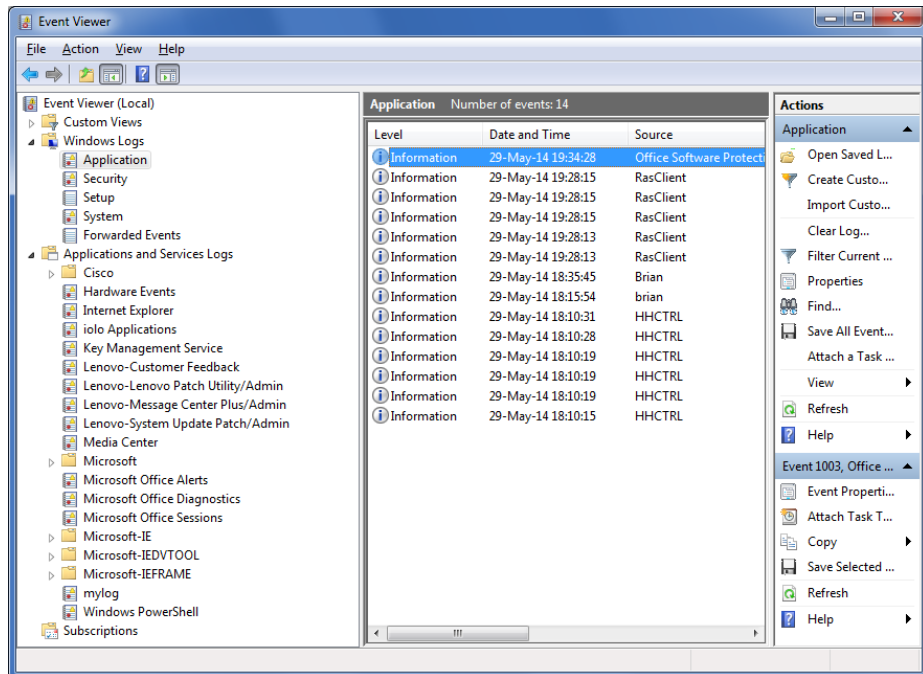 Event Viewer
File Action View Help
Event Viewer (Local)
Custom Views
Windows Logs
Application
Security
Setup
System
Forwarded Events
Applications and Services Logs
Cisco
Hardware Events
Internet Explorer
iolo Applications
Key Management Service
Lenovo-Customer Feedback
Lenovo-Lenovo Patch Utility/Admin
Lenovo-Message Center Plus/Admin
Lenovo-System Update Patch/Admin
Media Center
Microsoft
Microsoft Office Alerts
Microsoft Office Diagnostics
Microsoft Office Sessions
Microsoft-IE
Microsoft-IEDVTOOL
Microsoft-IEFRAME
mylog
Windows PowerShell
Subscriptions
Application Number of events: 14
Level Date and Time Source
Information 29-May-14 19:34:28 Office Software Protecti
Information 29-May-14 19:28:15 RasClient
Information 29-May-14 19:28:15 RasClient
Information 29-May-14 19:28:15 RasClient
Information 29-May-14 19:28:13 RasClient
Information 29-May-14 19:28:13 RasClient
Information 29-May-14 18:35:45 Brian
Information 29-May-14 18:15:54 brian
Information 29-May-14 18:10:31 HHCTRL
Information 29-May-14 18:10:28 HHCTRL
Information 29-May-14 18:10:19 HHCTRL
Information 29-May-14 18:10:19 HHCTRL
Information 29-May-14 18:10:19 HHCTRL
Information 29-May-14 18:10:15 HHCTRL
Actions
Application
Open Saved L...
Create Custo...
Import Custo...
Clear Log...
Filter Current ...
Properties
Find...
Save All Event...
Attach a Task ...
View
Refresh
Help
Event 1003, Office ...
Event Properti...
Attach Task T...
Copy
Save Selected ...
Refresh
Help